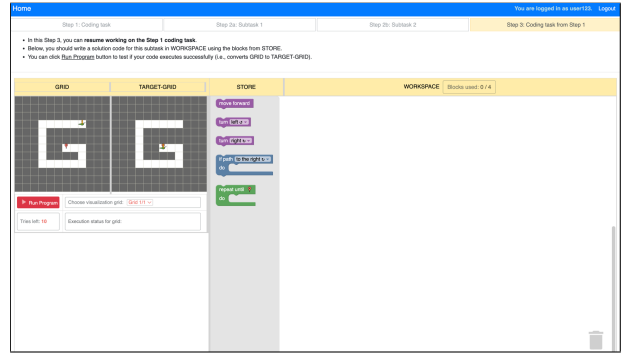 Home
You are logged in as user123. Logout
Step 1: Coding task
Step 2a: Subtask 1
Step 2b: Subtask 2
Step 3: Coding task from Step 1
• In this Step 3, you can resume working on the Step 1 coding task.
• Below, you should write a solution code for this subtask in WORKSPACE using the blocks from STORE.
• You can click Run Program button to test if your code executes successfully (i.e., converts GRID to TARGET-GRID).
GRID
TARGET-GRID
STORE
WORKSPACE
Blocks used: 0 / 4
move forward
turn left ↺
turn right ↻
if path to the right ↻
do
repeat until
do
Run Program
Choose visualization grid: Grid 1/1
Tries left: 10
Execution status for grid: